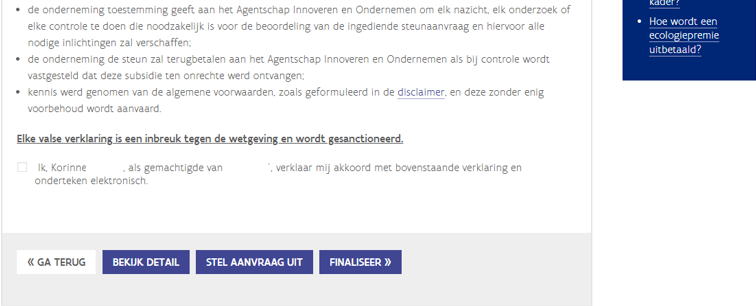 de onderneming toestemming geeft aan het Agentschap Innoveren en Ondernemen om elk nazicht, elk onderzoek of
elke controle te doen die noodzakelijk is voor de beoordeling van de ingediende steunaanvraag en hiervoor alle
nodige inlichtingen zal verschaffen;
de onderneming de steun zal terugbetalen aan het Agentschap Innoveren en Ondernemen als bij controle wordt
vastgesteld dat deze subsidie ten onrechte werd ontvangen;
kennis werd genomen van de algemene voorwaarden, zoals geformuleerd in de disclaimer, en deze zonder enig
voorbehoud wordt aanvaard.
Elke valse verklaring is een inbreuk tegen de wetgeving en wordt gesanctioneerd.
Ik, Korinne , als gemachtigde van , verklaar mij akkoord met bovenstaande verklaring en
onderteken elektronisch.
« GA TERUG
BEKIJK DETAIL
STEL AANVRAAG UIT
FINALISEER »
kader?
Hoe wordt een
ecologiepremie
uitbetaald?